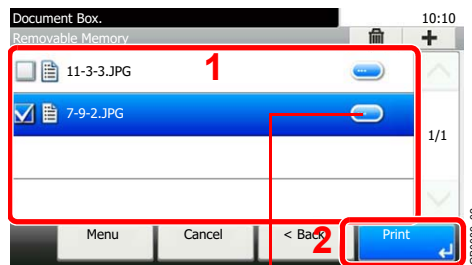 Document Box. 10:10
Removable Memory
1
11-3-3.JPG
7-9-2.JPG
1/1
Menu Cancel < Back 2 Print